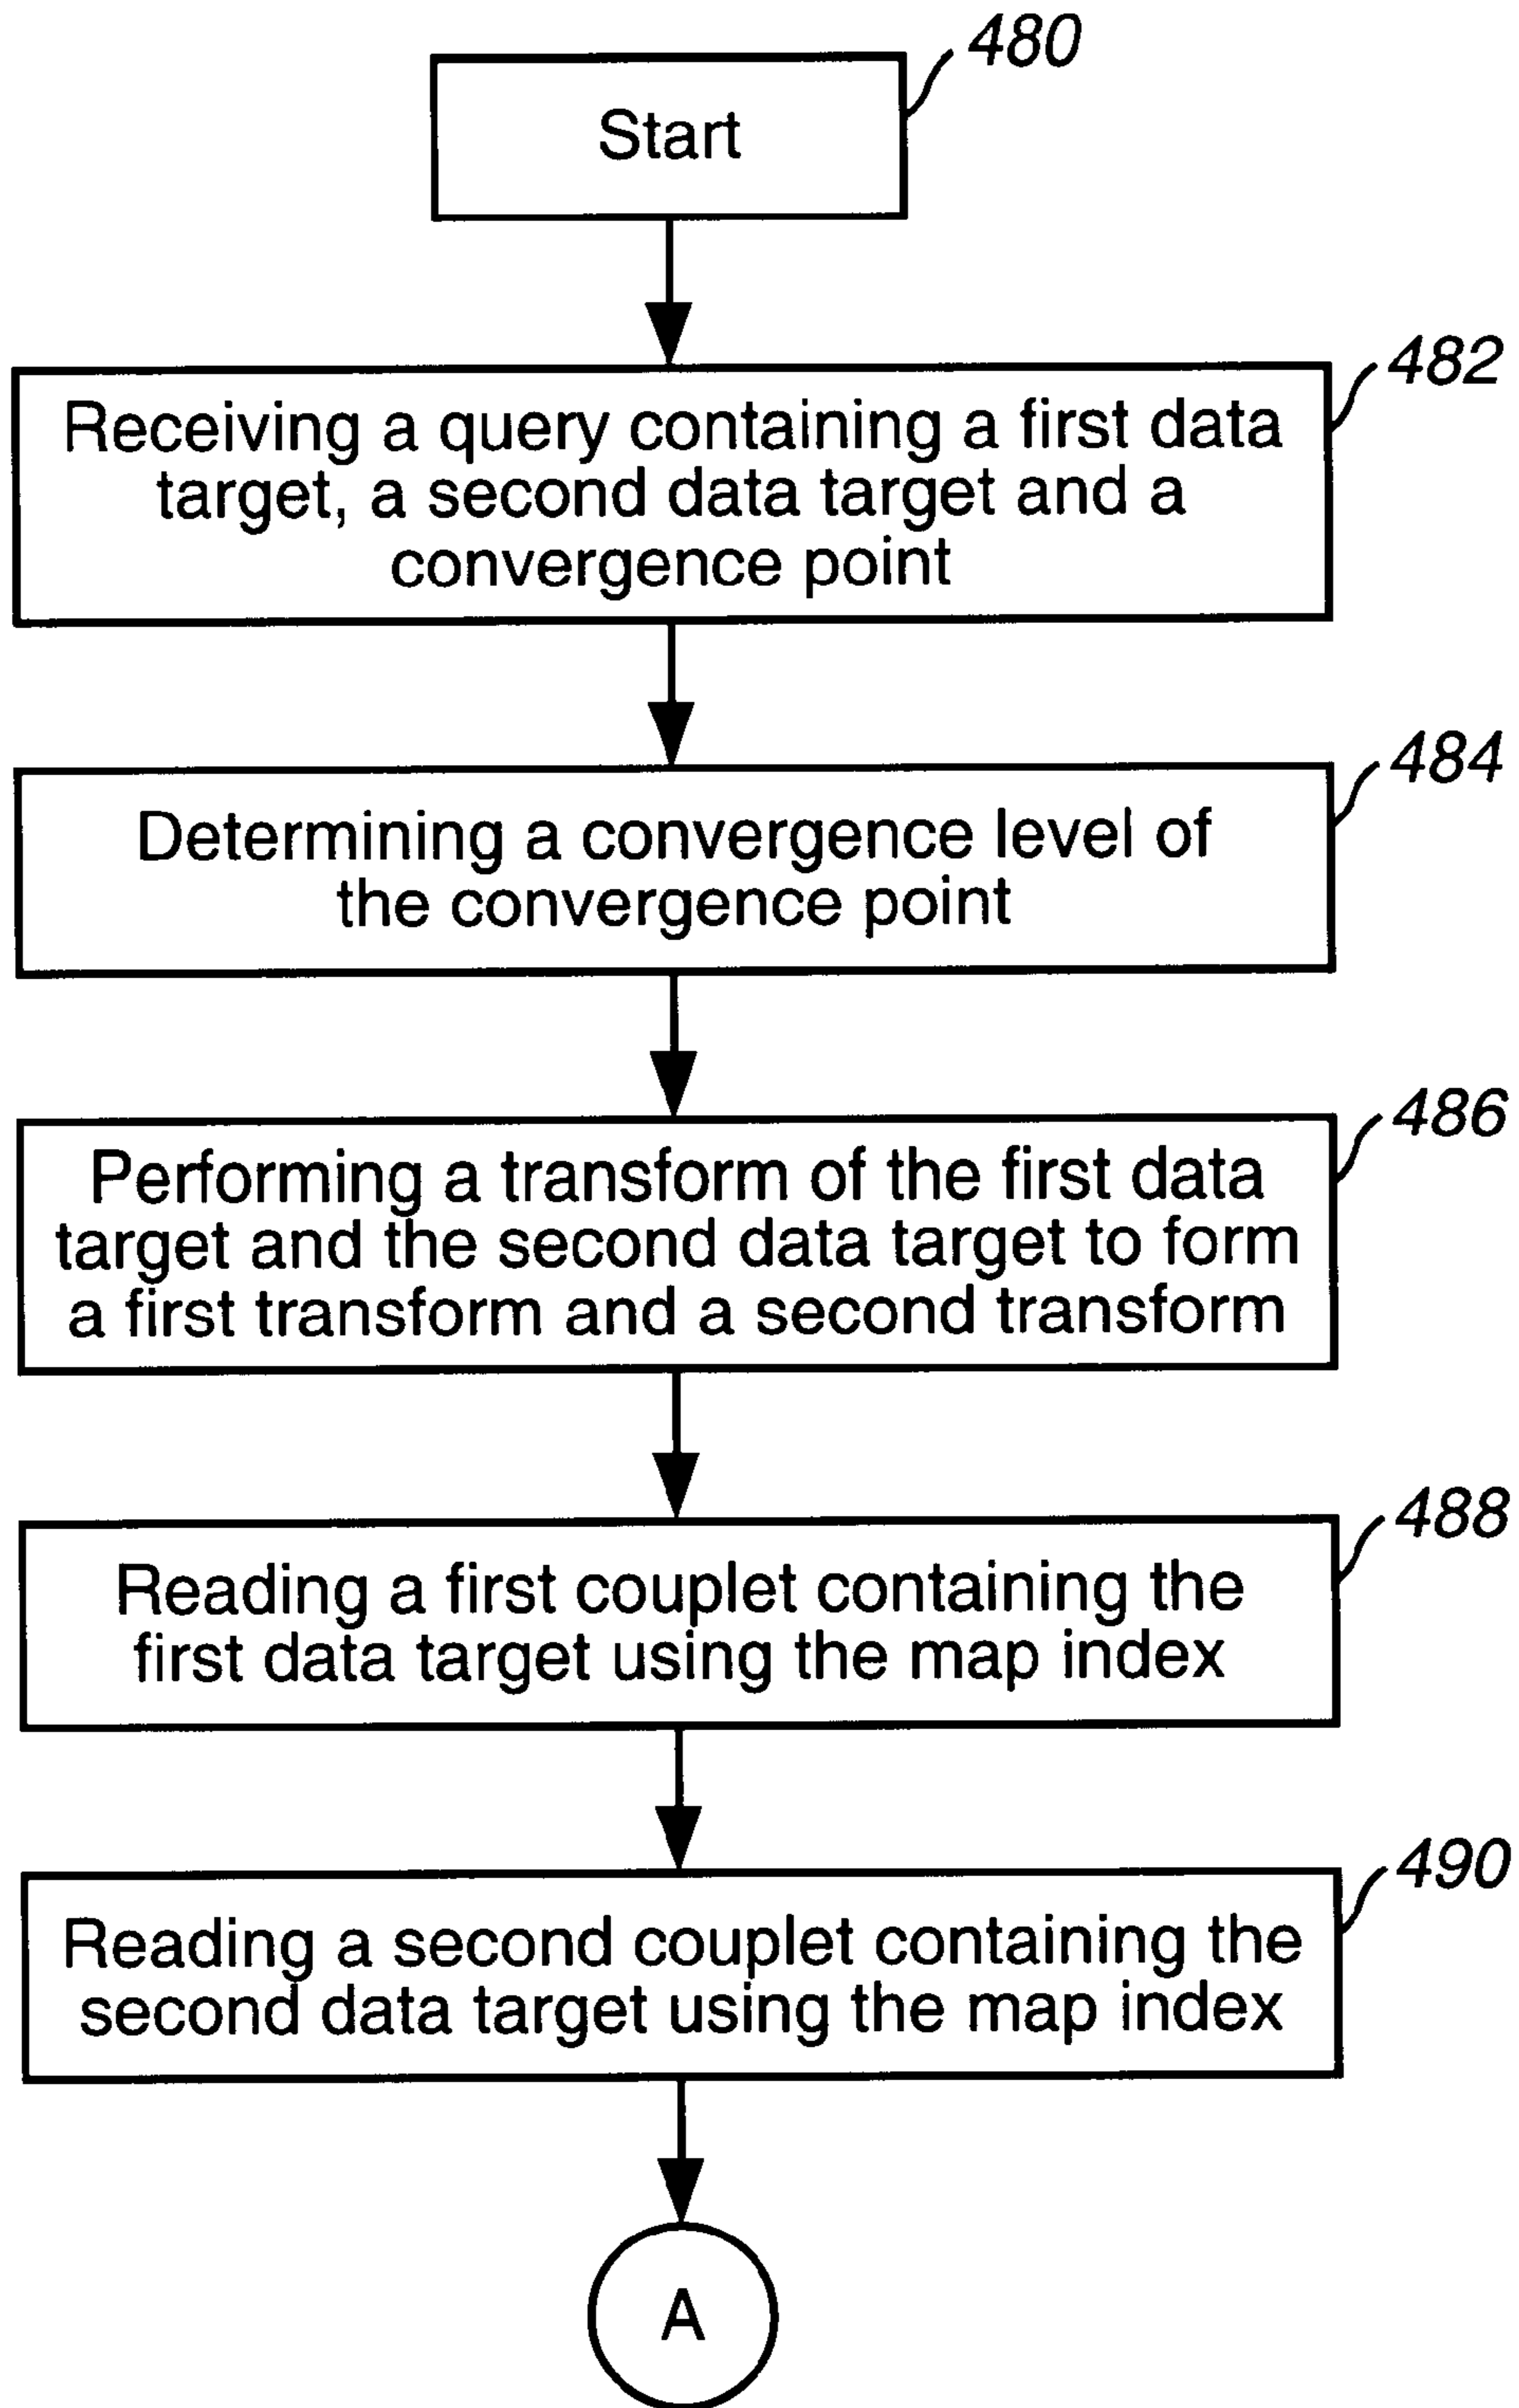 480
Start
482
Receiving a query containing a first data
target, a second data target and a
convergence point
484
Determining a convergence level of
the convergence point
486
Performing a transform of the first data
target and the second data target to form
a first transform and a second transform
488
Reading a first couplet containing the
first data target using the map index
490
Reading a second couplet containing the
second data target using the map index
A